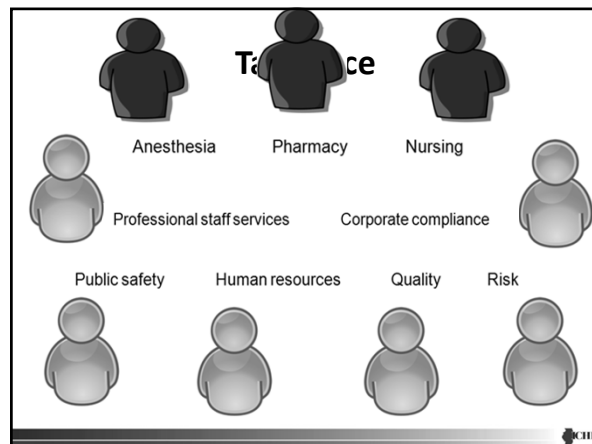 Anesthesia Pharmacy Nursing
Professional staff services Corporate compliance
Public safety Human resources Quality Risk